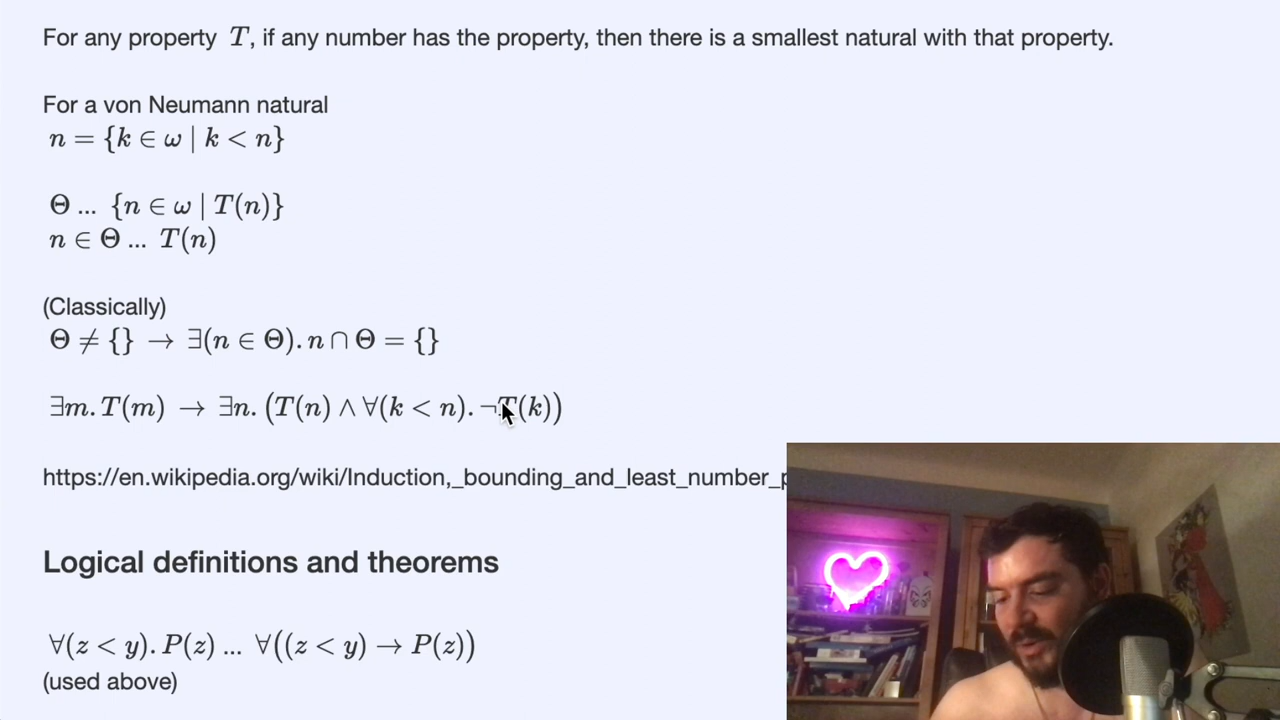 For any property T, if any number has the property, then there is a smallest natural with that property.
For a von Neumann natural
n = {k ∈ ω | k < n}
Θ ... {n ∈ ω | T(n)}
n ∈ Θ ... T(n)
(Classically)
Θ ≠ {} → ∃(n ∈ Θ). n ∩ Θ = {}
∃m. T(m) → ∃n. (T(n) ∧ ∀(k < n). ¬T(k))
https://en.wikipedia.org/wiki/Induction,_bounding_and_least_number_
Logical definitions and theorems
∀(z < y). P(z) ... ∀((z < y) → P(z))
(used above)